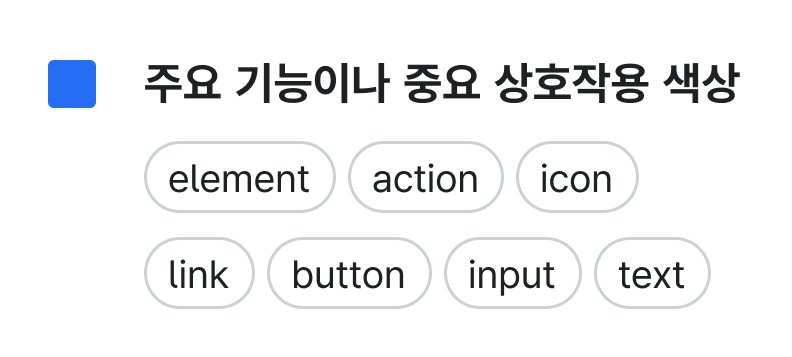 주요 기능이나 중요 상호작용 색상
element action icon
link button input text